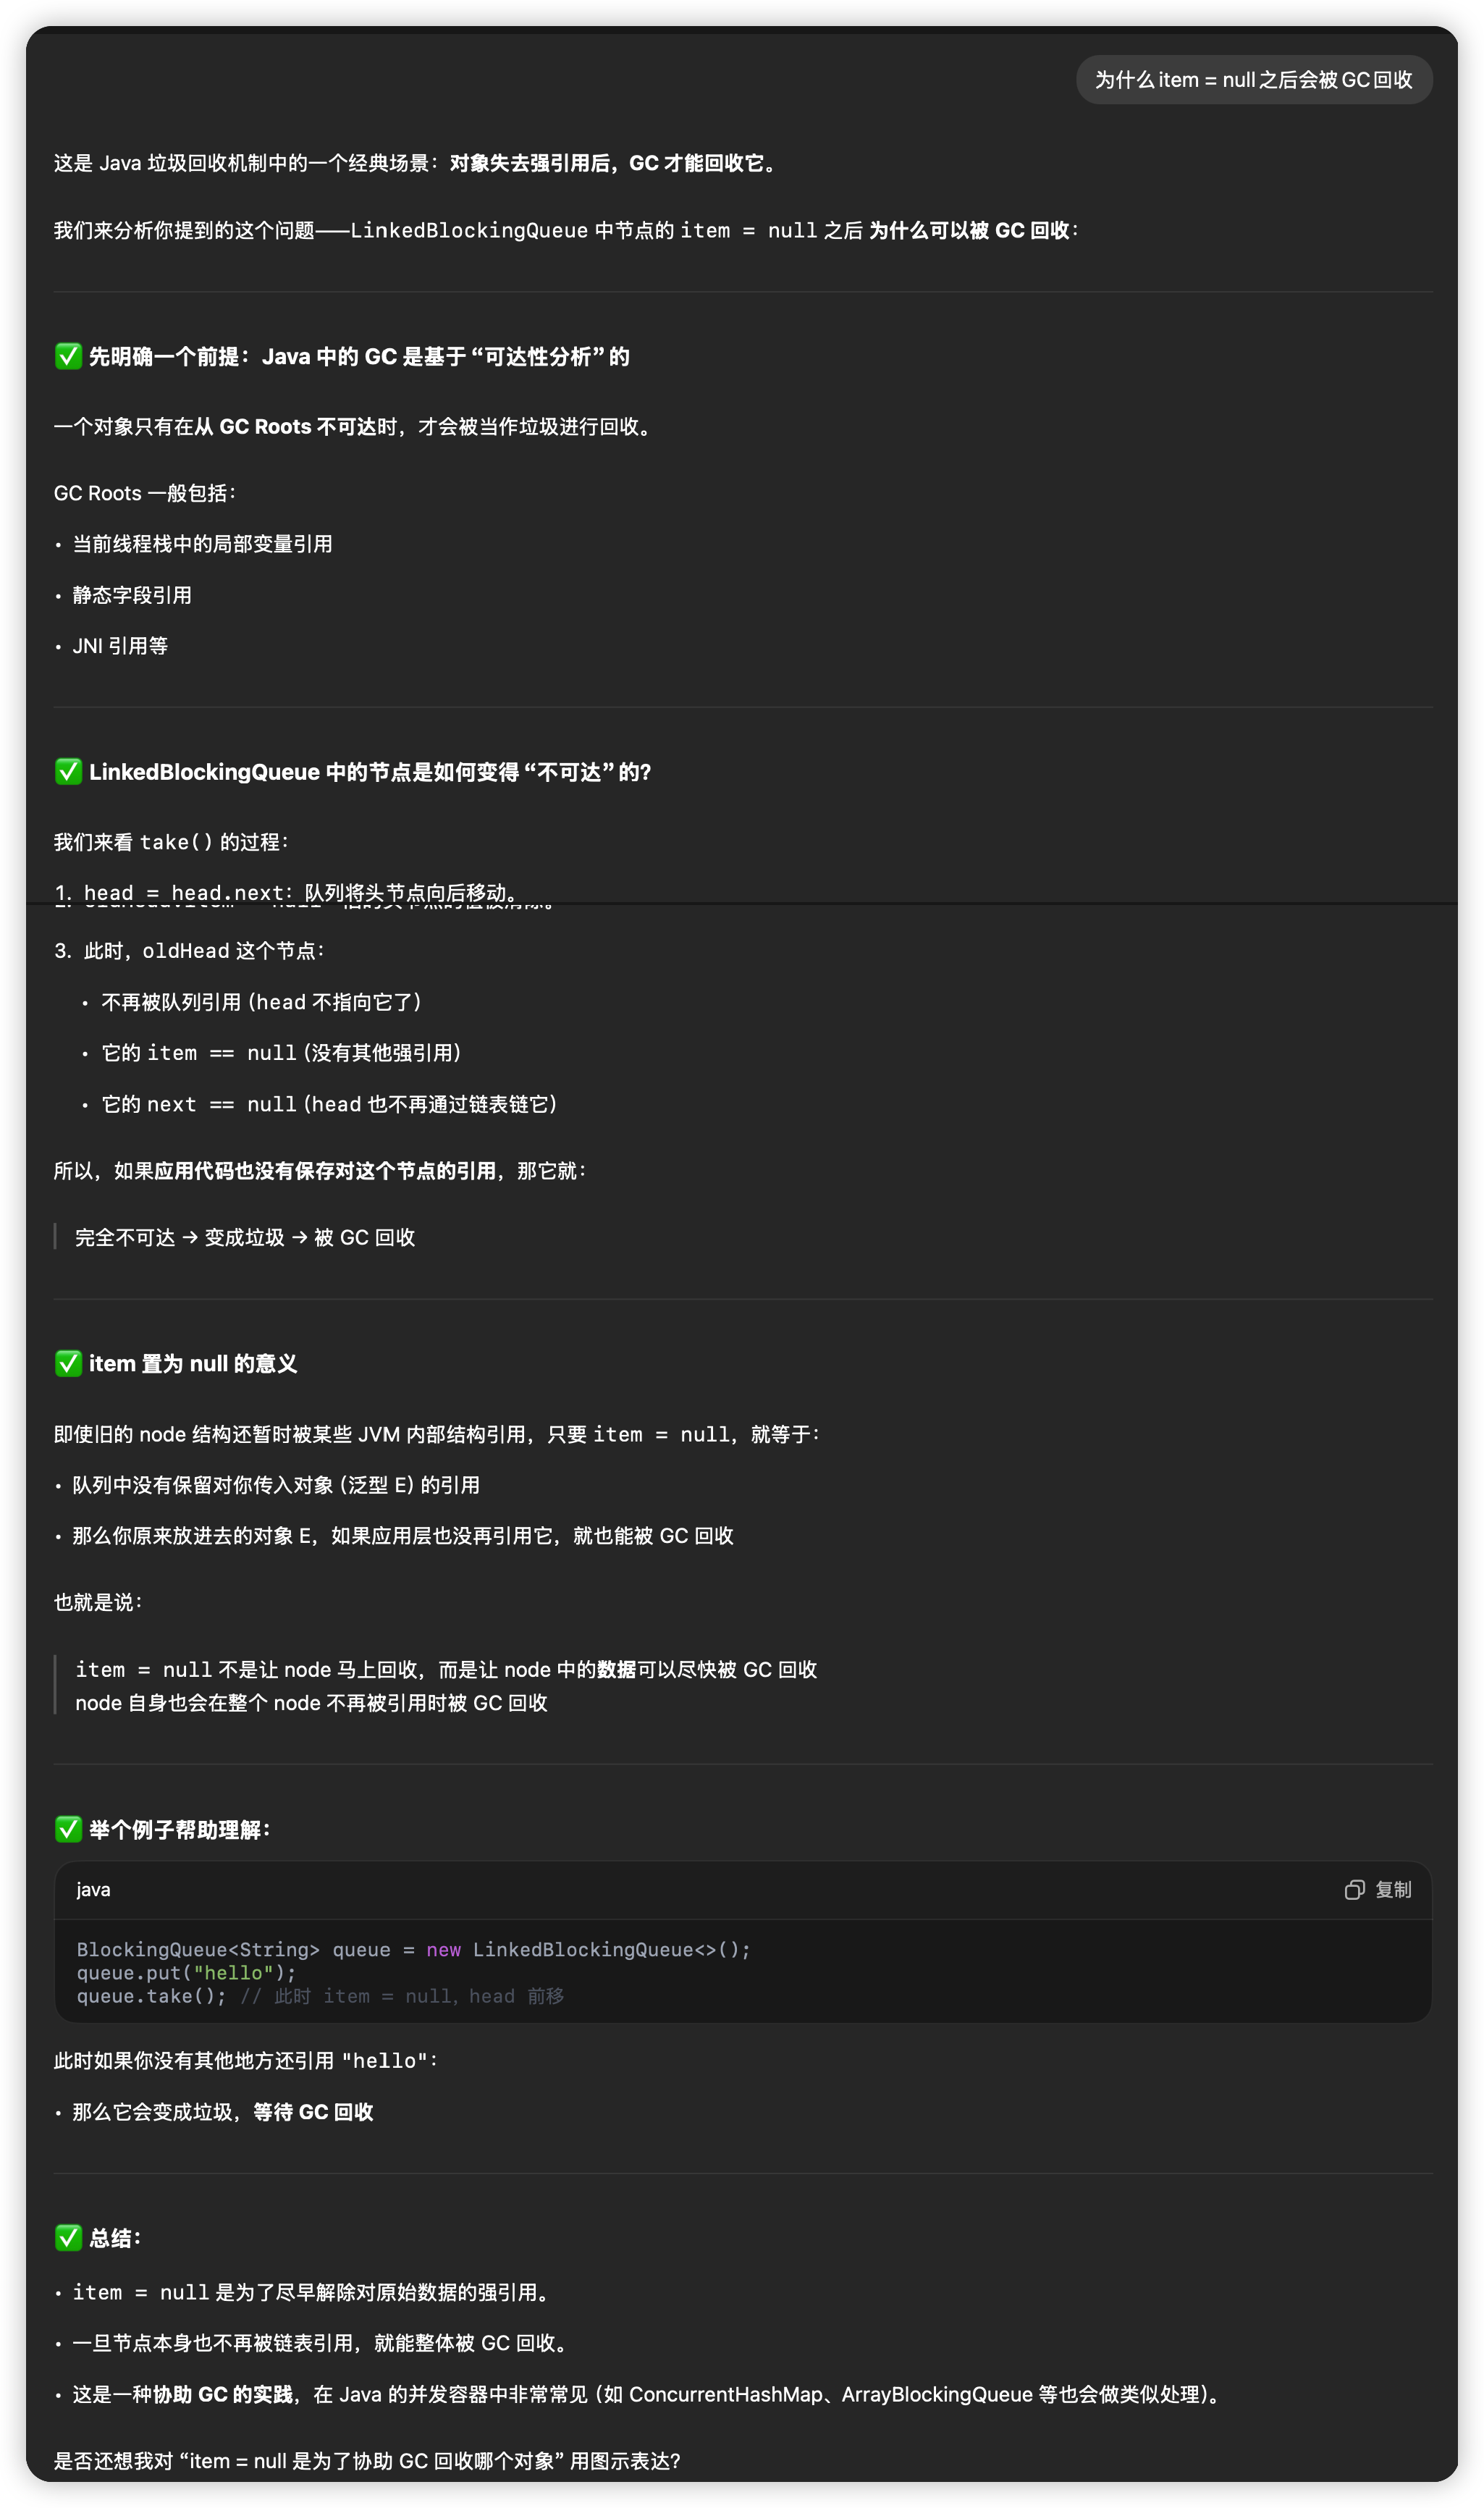 为什么 item = null 之后会被 GC 回收
这是 Java 垃圾回收机制中的一个经典场景：对象失去强引用后，GC 才能回收它。
我们来分析你提到的这个问题——LinkedBlockingQueue 中节点的 item = null 之后 为什么可以被 GC 回收：
✅ 先明确一个前提：Java 中的 GC 是基于 “可达性分析” 的
一个对象只有在从 GC Roots 不可达时，才会被当作垃圾进行回收。
GC Roots 一般包括：
• 当前线程栈中的局部变量引用
• 静态字段引用
• JNI 引用等
✅ LinkedBlockingQueue 中的节点是如何变得 “不可达” 的？
我们来看 take() 的过程：
1. head = head.next：队列将头节点向后移动。
3. 此时，oldHead 这个节点：
• 不再被队列引用（head 不指向它了）
• 它的 item == null（没有其他强引用）
• 它的 next == null（head 也不再通过链表链它）
所以，如果应用代码也没有保存对这个节点的引用，那它就：
完全不可达 → 变成垃圾 → 被 GC 回收
✅ item 置为 null 的意义
即使旧的 node 结构还暂时被某些 JVM 内部结构引用，只要 item = null，就等于：
• 队列中没有保留对你传入对象（泛型 E）的引用
• 那么你原来放进去的对象 E，如果应用层也没再引用它，就也能被 GC 回收
也就是说：
item = null 不是让 node 马上回收，而是让 node 中的数据可以尽快被 GC 回收
node 自身也会在整个 node 不再被引用时被 GC 回收
✅ 举个例子帮助理解：
java 复制
BlockingQueue<String> queue = new LinkedBlockingQueue<>();
queue.put("hello");
queue.take(); // 此时 item = null，head 前移
此时如果你没有其他地方还引用 "hello"：
• 那么它会变成垃圾，等待 GC 回收
✅ 总结：
• item = null 是为了尽早解除对原始数据的强引用。
• 一旦节点本身也不再被链表引用，就能整体被 GC 回收。
• 这是一种协助 GC 的实践，在 Java 的并发容器中非常常见（如 ConcurrentHashMap、ArrayBlockingQueue 等也会做类似处理）。
是否还想我对 “item = null 是为了协助 GC 回收哪个对象” 用图示表达？